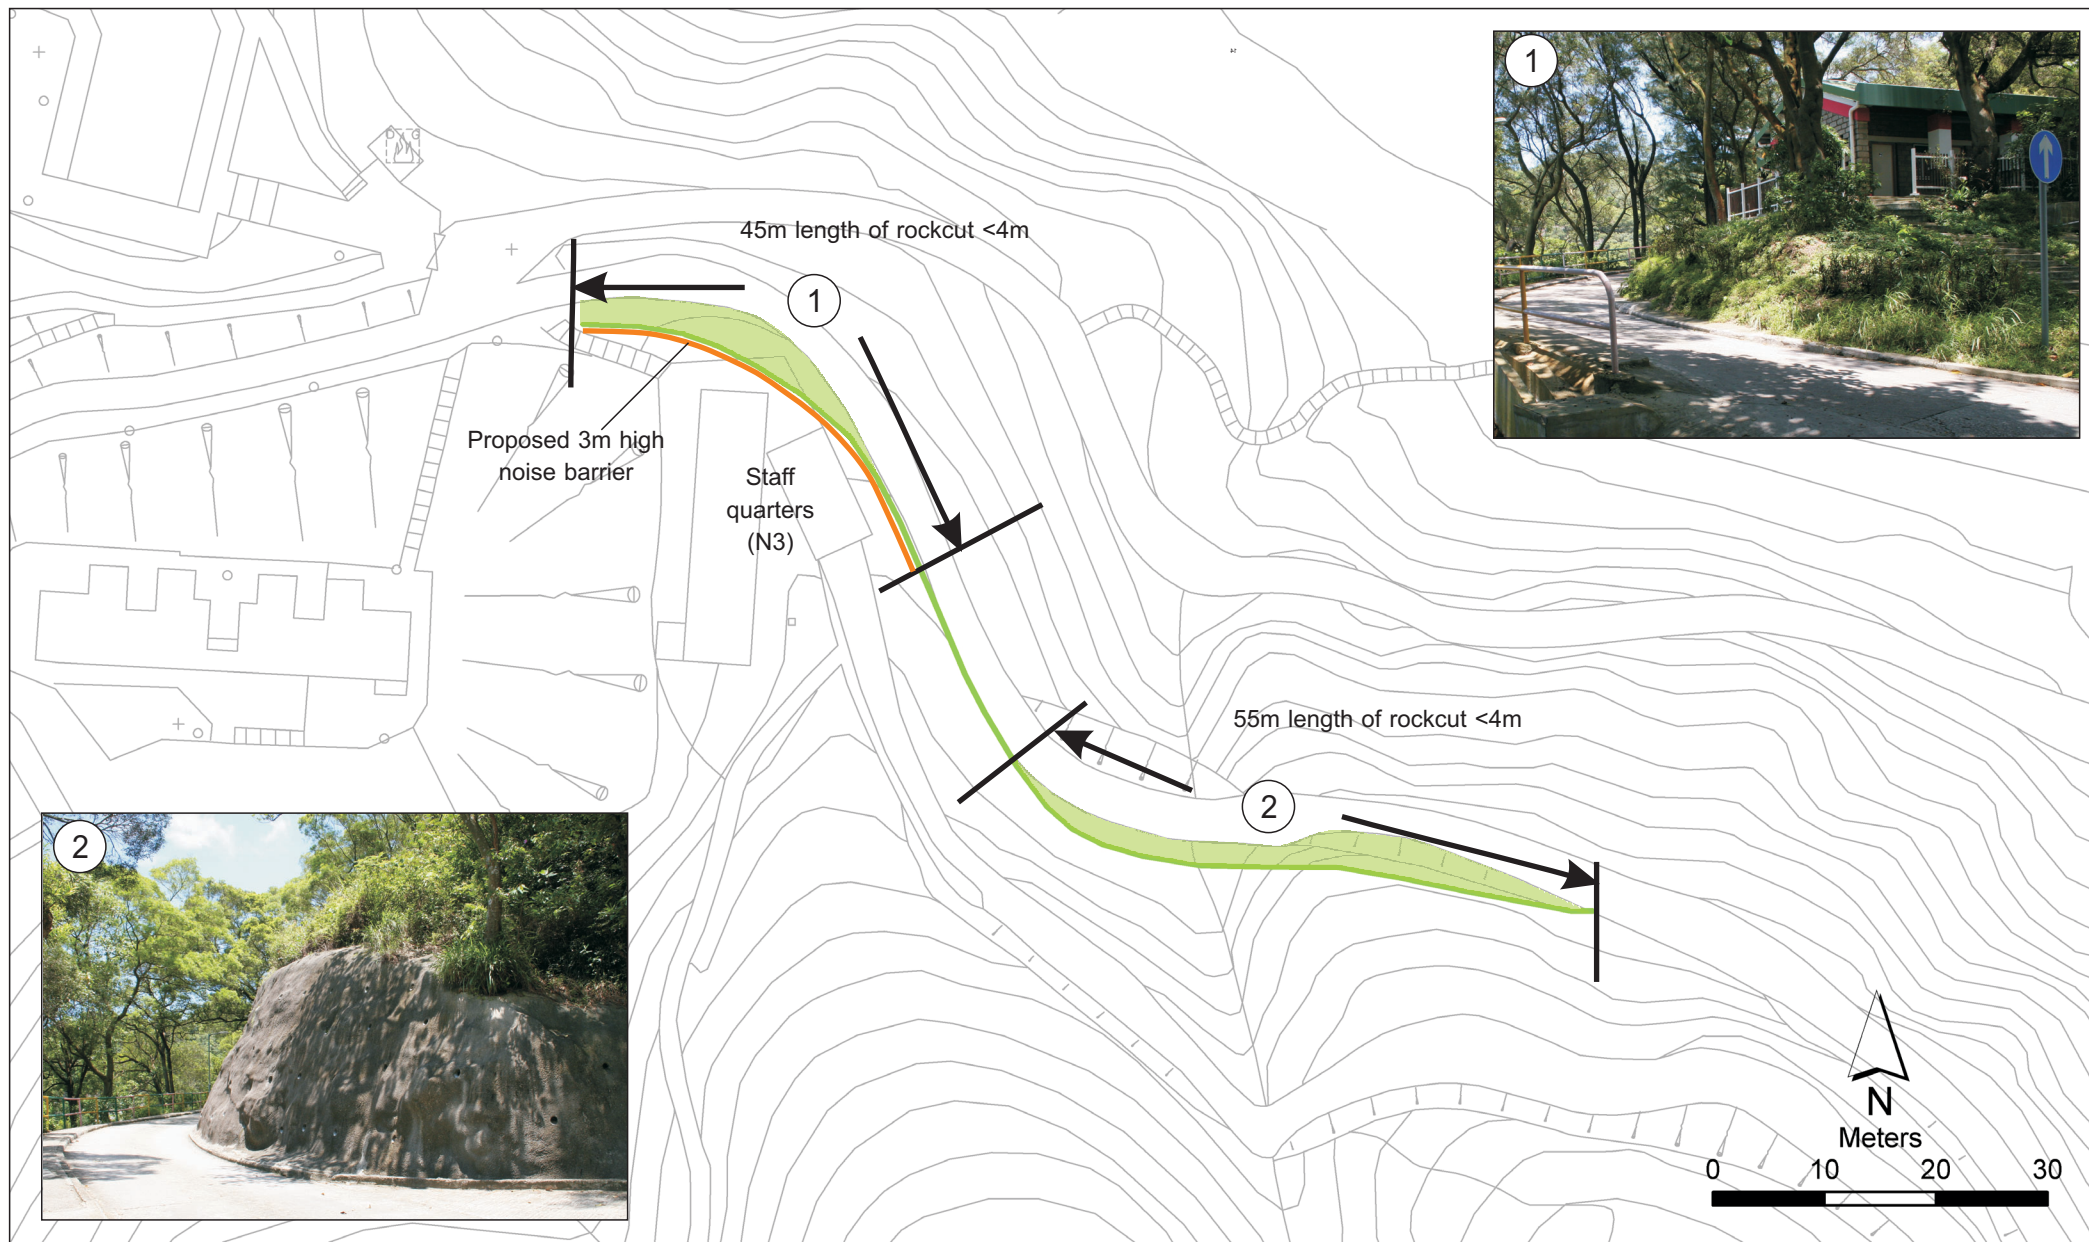 1
45m length of rockcut <4m
1
Proposed 3m high
noise barrier
Staff
quarters
(N3)
55m length of rockcut <4m
2
2
N
Meters
0 10 20 30